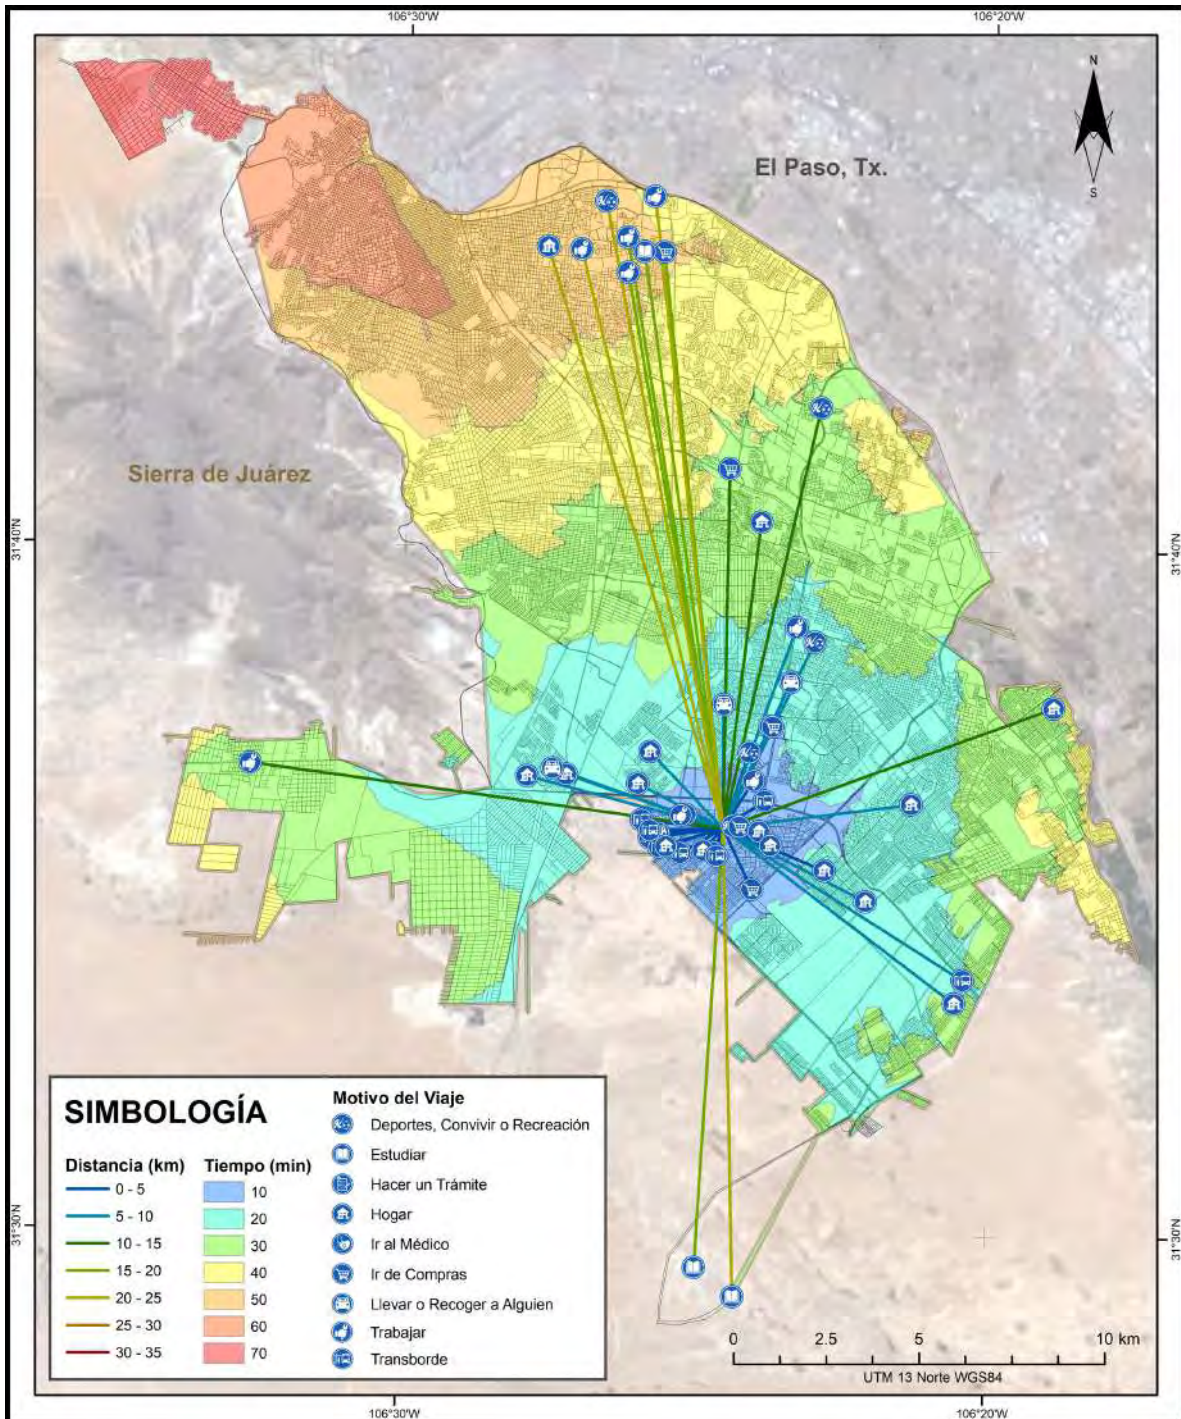 106°30'W
106°20'W
N
S
El Paso, Tx.
Sierra de Juárez
31°40'N
31°40'N
SIMBOLOGÍA
Distancia (km)
0 - 5
5 - 10
10 - 15
15 - 20
20 - 25
25 - 30
30 - 35
Tiempo (min)
10
20
30
40
50
60
70
Motivo del Viaje
Deportes, Convivir o Recreación
Estudiar
Hacer un Trámite
Hogar
Ir al Médico
Ir de Compras
Llevar o Recoger a Alguien
Trabajar
Transborde
31°30'N
31°30'N
0 2.5 5 10 km
UTM 13 Norte WGS84
106°30'W
106°20'W